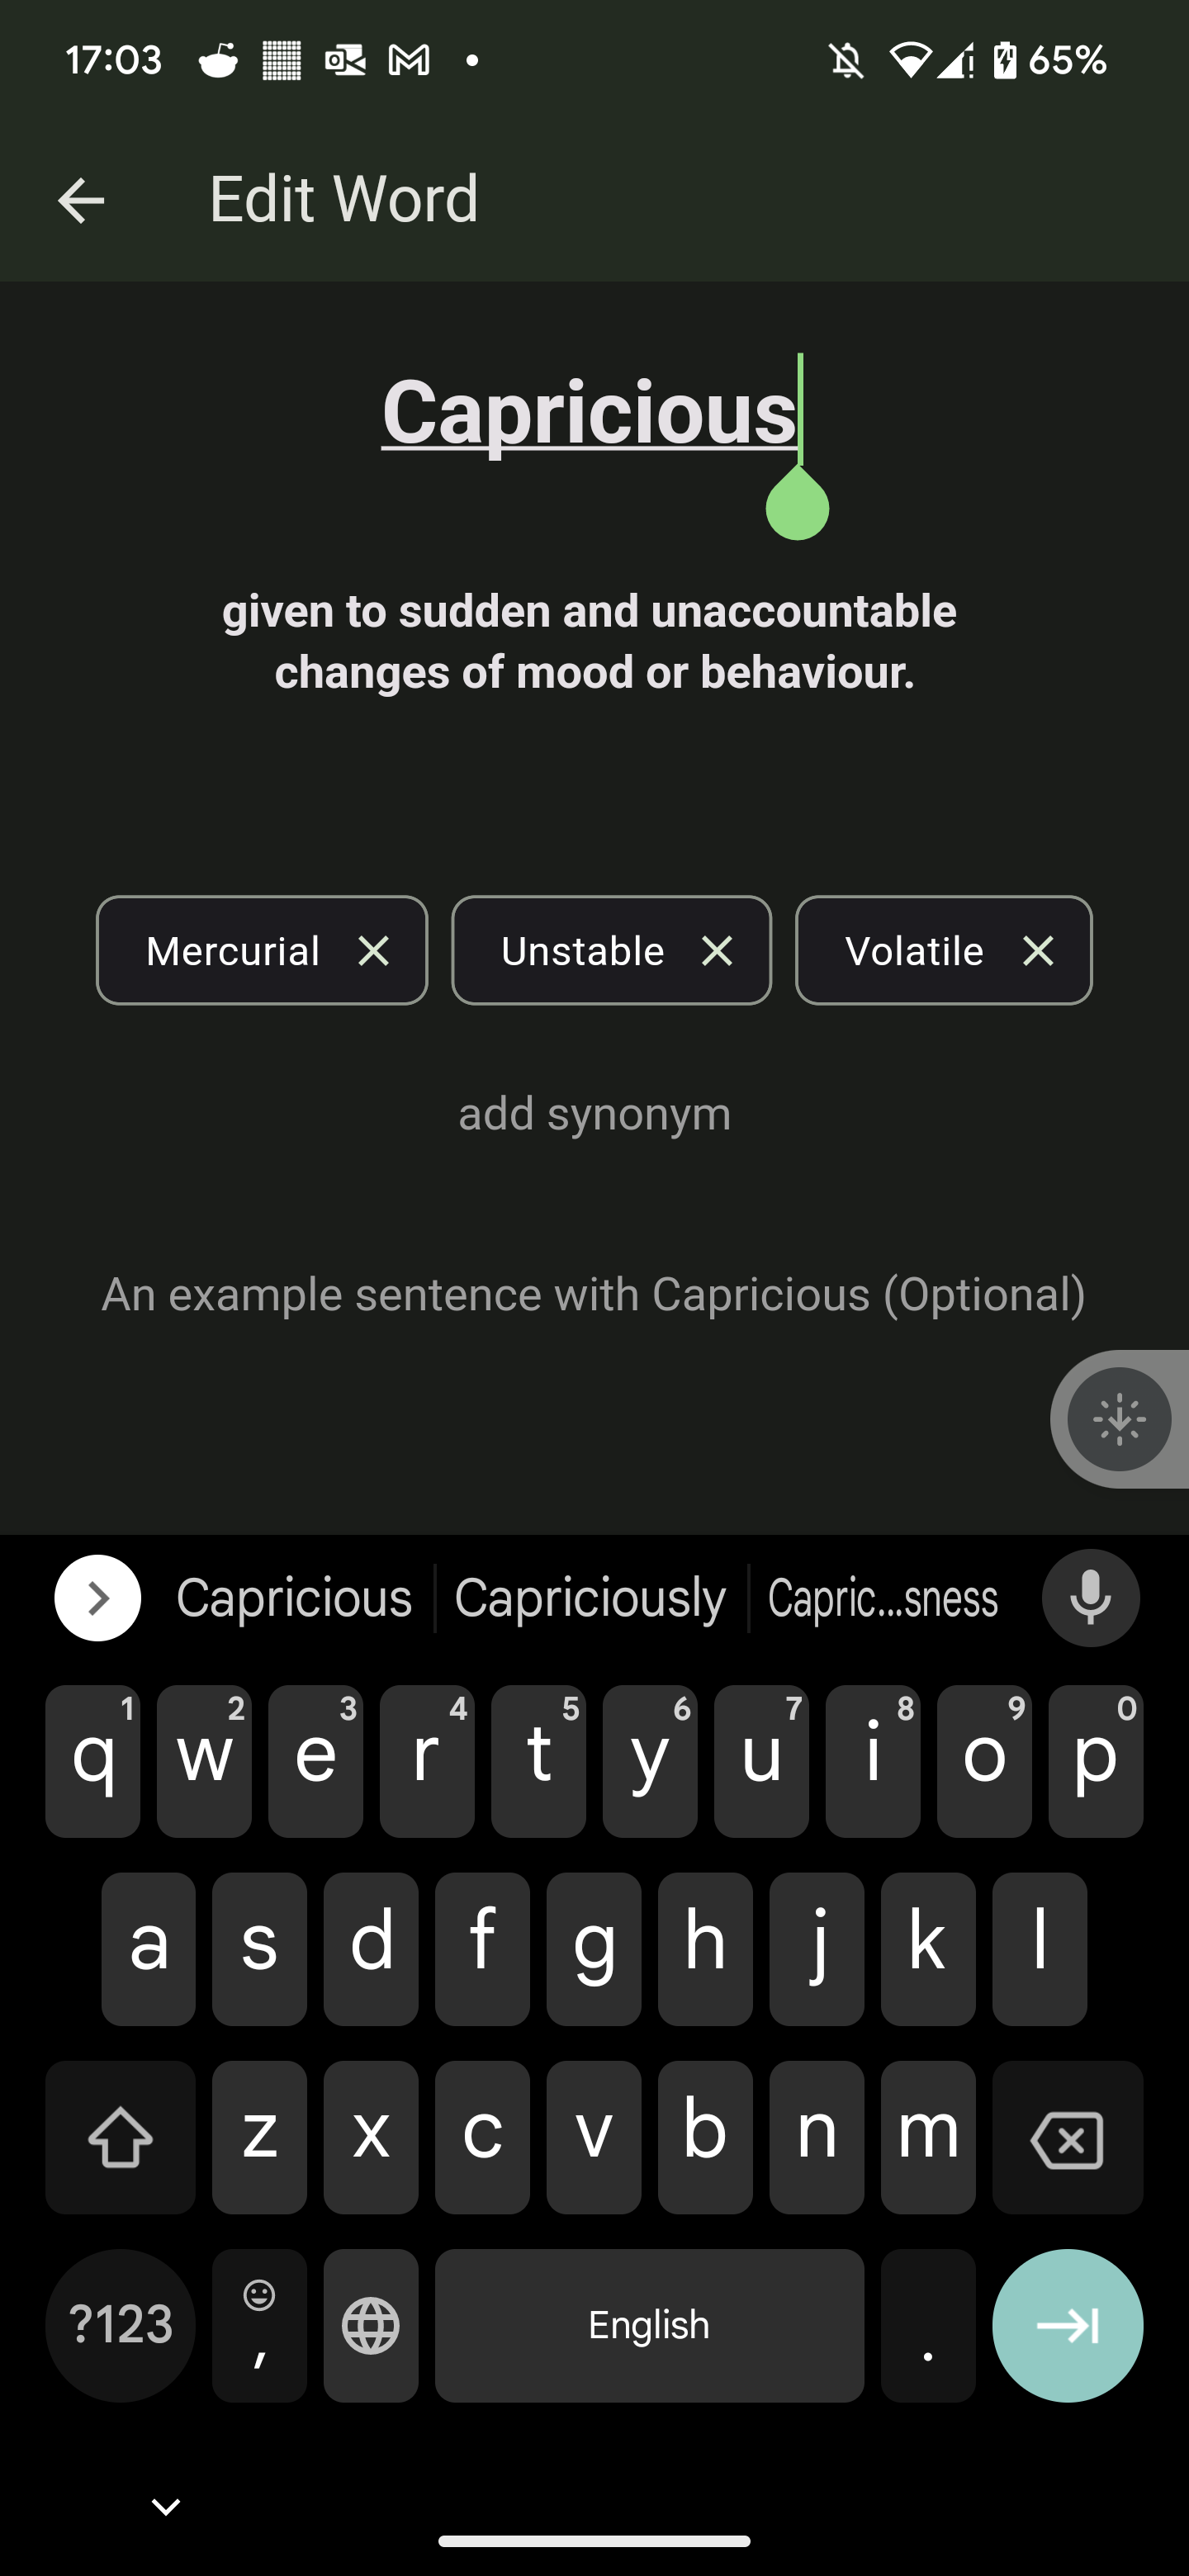 17:03 65%
Edit Word
Capricious
given to sudden and unaccountable
changes of mood or behaviour.
Mercurial Unstable Volatile
add synonym
An example sentence with Capricious (Optional)
Capricious Capriciously Capric...sness
1 2 3 4 5 6 7 8 9 0
q w e r t y u i o p
a s d f g h j k l
z x c v b n m
?123 , English .